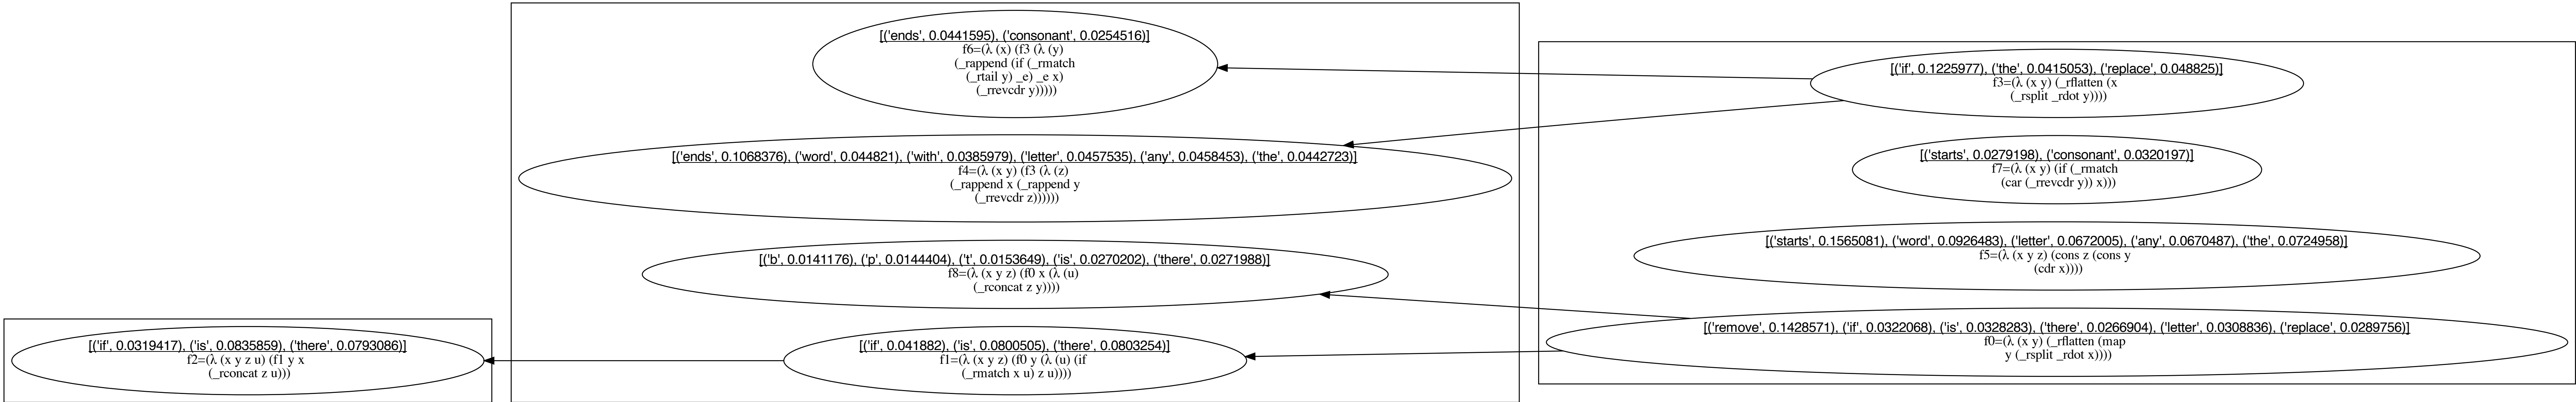 [('ends', 0.0441595), ('consonant', 0.0254516)]
f6=(λ (x) (f3 (λ (y)
(_rappend (if (_rmatch
(_rtail y) _e) _e x)
(_rrevcdr y)))))
[('ends', 0.1068376), ('word', 0.044821), ('with', 0.0385979), ('letter', 0.0457535), ('any', 0.0458453), ('the', 0.0442723)]
f4=(λ (x y) (f3 (λ (z)
(_rappend x (_rappend y
(_rrevcdr z))))))
[('b', 0.0141176), ('p', 0.0144404), ('t', 0.0153649), ('is', 0.0270202), ('there', 0.0271988)]
f8=(λ (x y z) (f0 x (λ (u)
(_rconcat z y))))
[('if', 0.041882), ('is', 0.0800505), ('there', 0.0803254)]
f1=(λ (x y z) (f0 y (λ (u) (if
(_rmatch x u) z u))))
[('if', 0.0319417), ('is', 0.0835859), ('there', 0.0793086)]
f2=(λ (x y z u) (f1 y x
(_rconcat z u)))
[('if', 0.1225977), ('the', 0.0415053), ('replace', 0.048825)]
f3=(λ (x y) (_rflatten (x
(_rsplit _rdot y))))
[('starts', 0.0279198), ('consonant', 0.0320197)]
f7=(λ (x y) (if (_rmatch
(car (_rrevcdr y)) x)))
[('starts', 0.1565081), ('word', 0.0926483), ('letter', 0.0672005), ('any', 0.0670487), ('the', 0.0724958)]
f5=(λ (x y z) (cons z (cons y
(cdr x))))
[('remove', 0.1428571), ('if', 0.0322068), ('is', 0.0328283), ('there', 0.0266904), ('letter', 0.0308836), ('replace', 0.0289756)]
f0=(λ (x y) (_rflatten (map
y (_rsplit _rdot x))))